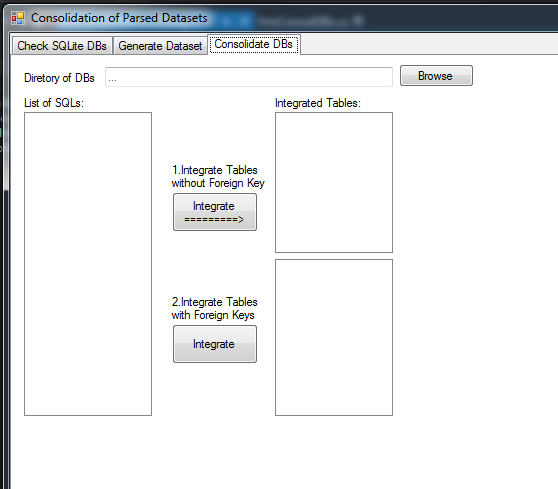 Consolidation of Parsed Datasets
Check SQLite DBs Generate Dataset Consolidate DBs
Diretory of DBs ... Browse
List of SQLs: Integrated Tables:
1.Integrate Tables
without Foreign Key
Integrate
=========>
2.Integrate Tables
with Foreign Keys
Integrate